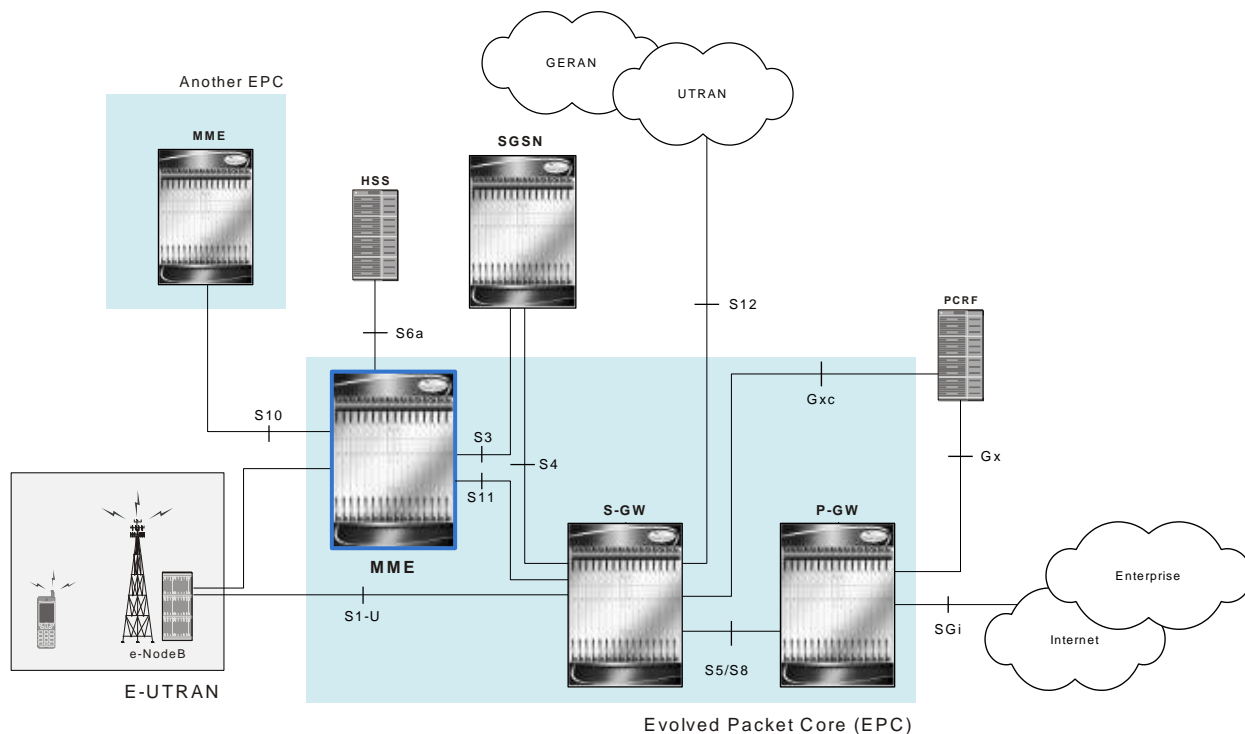 GERAN
UTRAN
Another EPC
MME
SGSN
HSS
S12
PCRF
S6a
Gxc
S10
S3
S4
Gx
S11
S-GW
P-GW
MME
Enterprise
S1-U
SGi
Internet
e-NodeB
S5/S8
E-UTRAN
Evolved Packet Core (EPC)